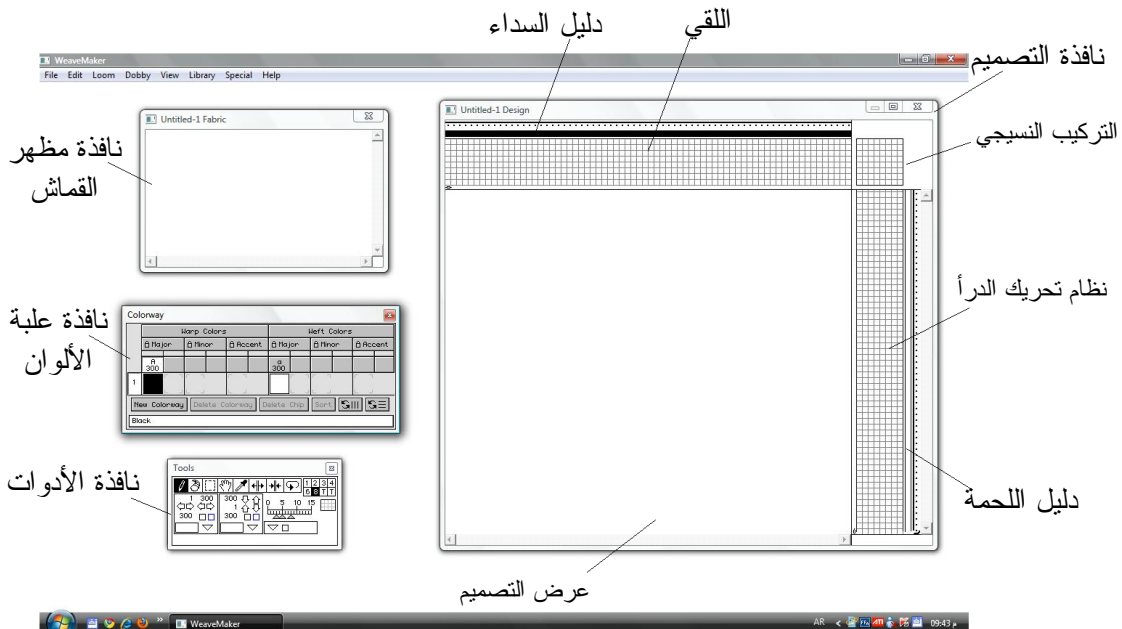 اللقي
دليل السداء
نافذة التصميم
WeaveMaker
File Edit Loom Dobby View Library Special Help
Untitled-1 Fabric
Untitled-1 Design
التركيب النسيجي
نافذة مظهر
القماش
نظام تحريك الدرأ
نافذة علبة
الألوان
Colorway
Warp Colors Weft Colors
Major Minor Accent Major Minor Accent
A a
300 300
1
New Colorway Delete Colorway Delete Chip Sort
Black
نافذة الأدوات
Tools
1 2 3 4
6 8 T T
1 300 300 0 5 10 15
300 1
300
دليل اللحمة
عرض التصميم
WeaveMaker
AR 09:43 م